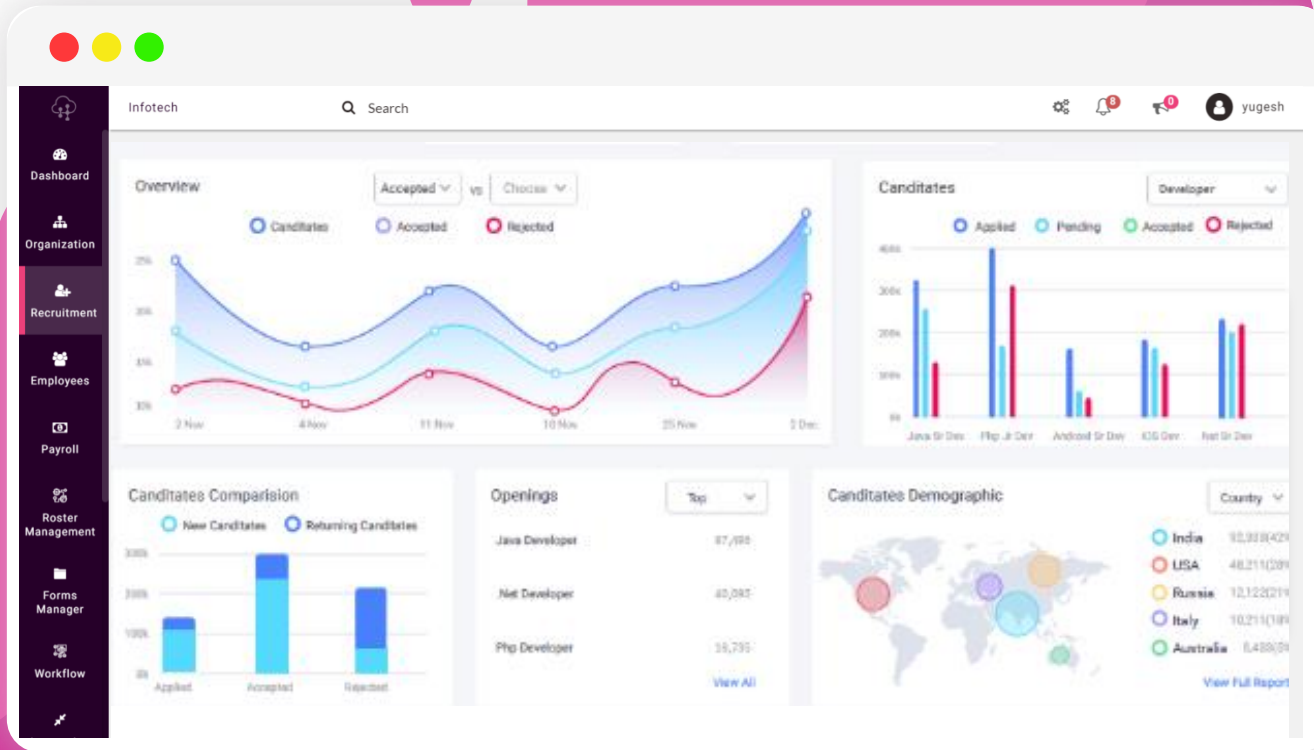 Infotech
Search
8
0
yugesh
Dashboard
Organization
Recruitment
Employees
Payroll
Roster
Management
Forms
Manager
Workflow
Overview
Accepted
vs
Choose
Canditates
Accepted
Rejected
2 Nov
4 Nov
11 Nov
18 Nov
25 Nov
Canditates
Developer
Applied
Pending
Accepted
Rejected
Java Sr Dev
Php Jr Dev
Android Sr Dev
iOS Dev
Net Sr Dev
Canditates Comparision
New Canditates
Returning Canditates
300k
200k
100k
0k
Applied
Accepted
Rejected
Openings
Top
Java Developer
.Net Developer
Php Developer
View All
Canditates Demographic
Country
India
USA
Russia
Italy
Australia
View Full Report